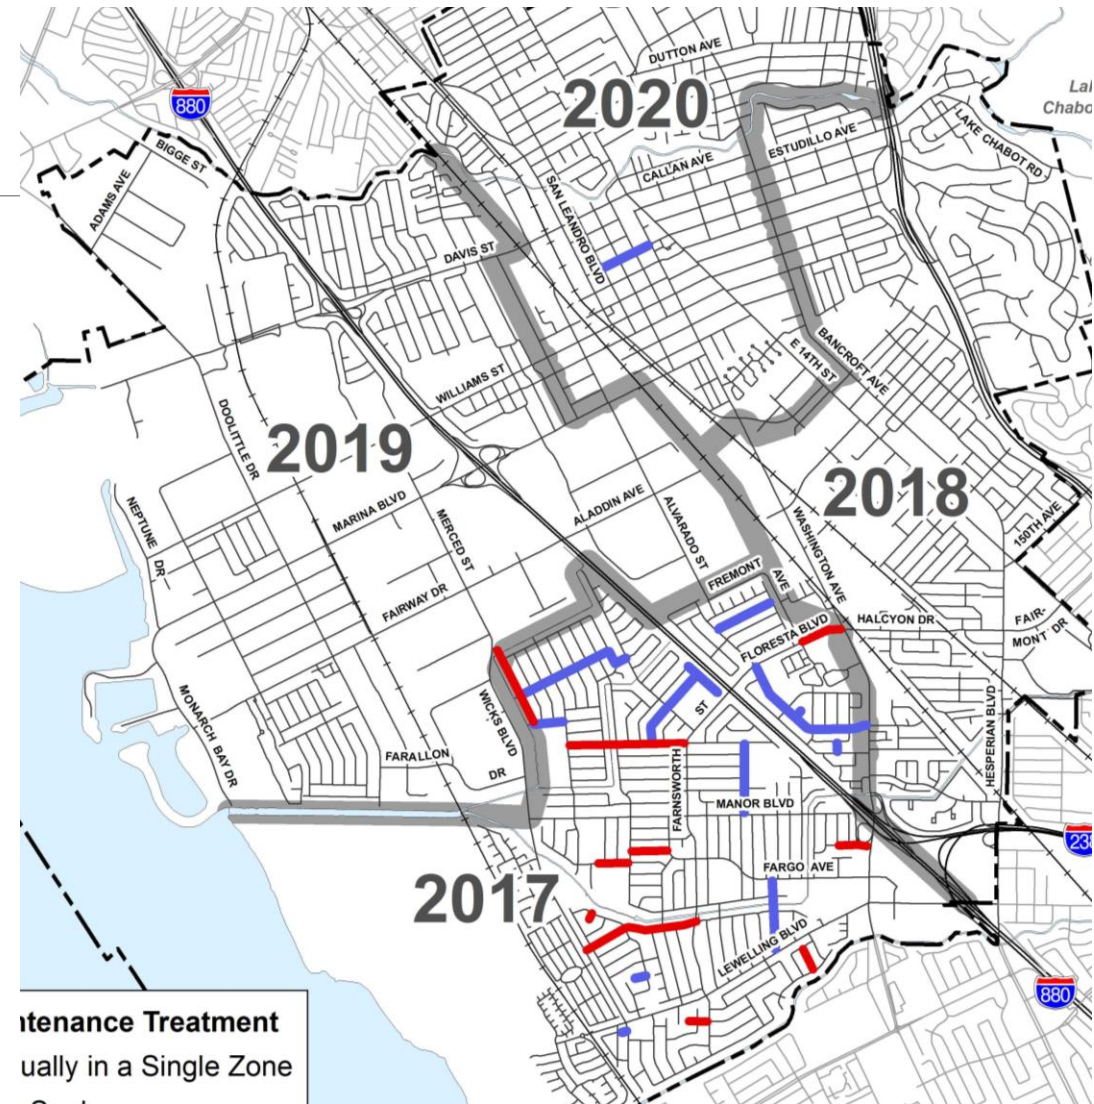 DUTTON AVE
2020
880
Lak
Chabo
LAKE CHABOT RD
BIGGE ST
ADAMS AVE
ESTUDILLO AVE
CALLAN AVE
SAN LEANDRO BLVD
DAVIS ST
BANCROFT AVE
E 14TH ST
WILLIAMS ST
DOOLITTLE DR
2019
2018
MARINA BLVD
MERCED ST
ALADDIN AVE
ALVARADO ST
NEPTUNE DR
WASHINGTON AVE
150TH AVE
FREMONT
AVE
FAIRWAY DR
HALCYON DR
FAIR-
MONT DR
FLORESTA BLVD
MONARCH BAY DR
WICKS BLVD
ST
HESPERIAN BLVD
FARALLON
DR
FARNSWORTH
MANOR BLVD
238
FARGO AVE
2017
LEWELLING BLVD
880
ntenance Treatment
ually in a Single Zone